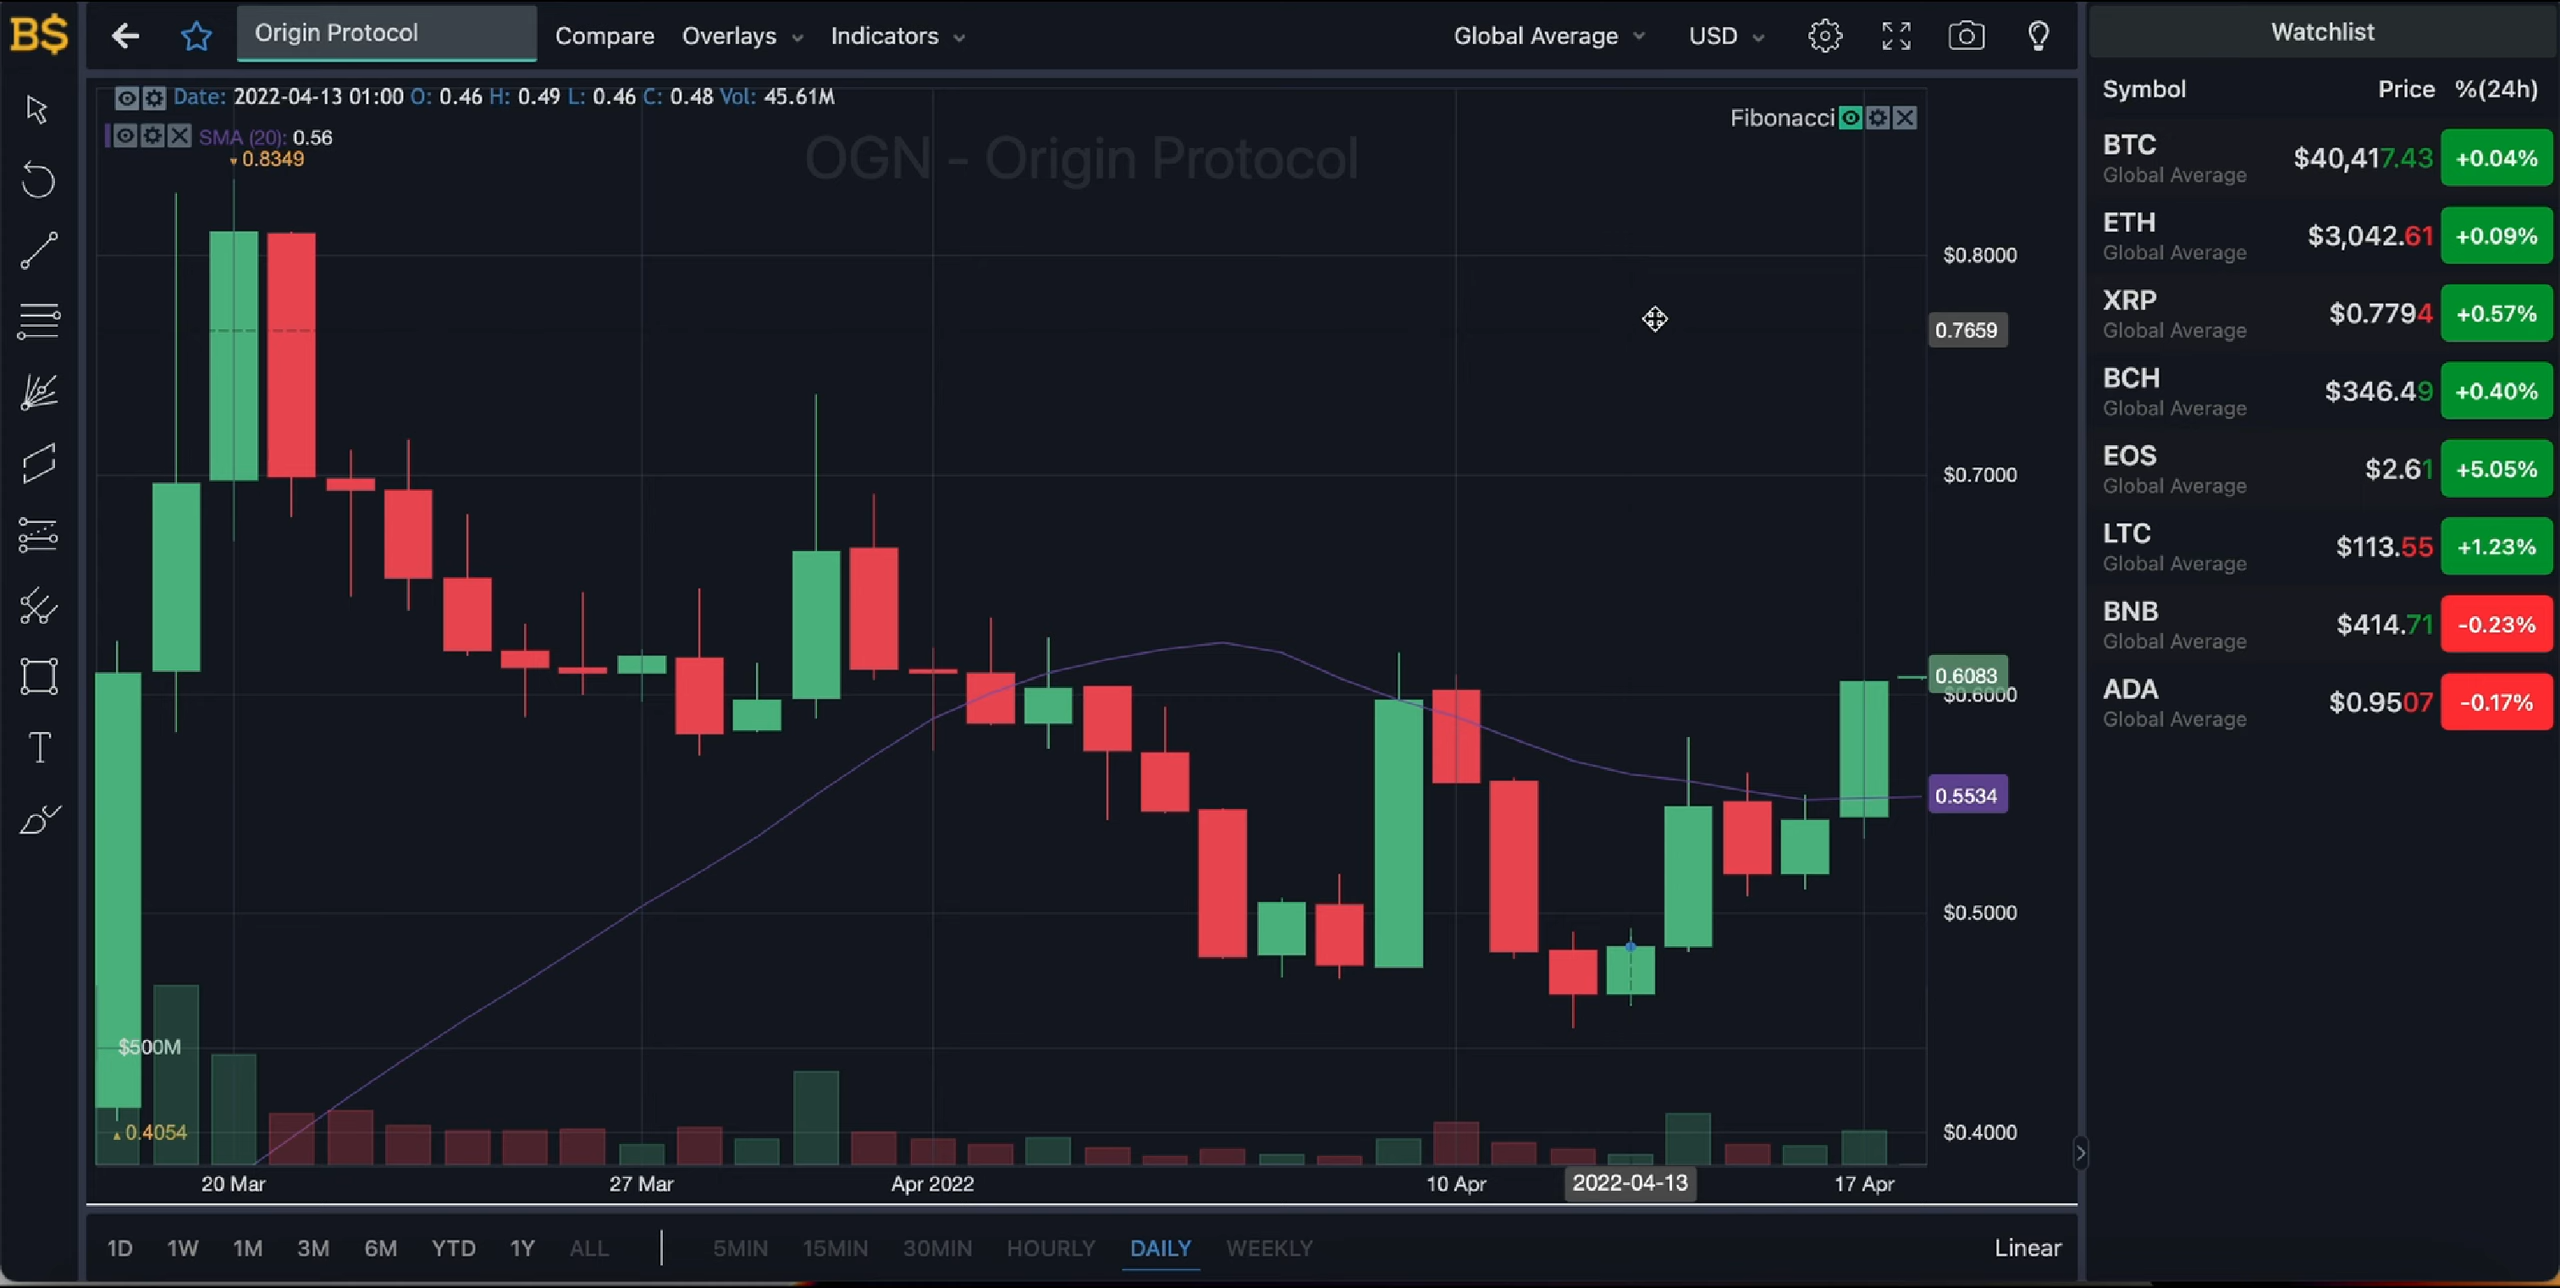 B$
Origin Protocol
Compare
Overlays
Indicators
Global Average
USD
Date: 2022-04-13 01:00 O: 0.46 H: 0.49 L: 0.46 C: 0.48 Vol: 45.61M
SMA (20): 0.56
0.8349
OGN - Origin Protocol
Fibonacci
$0.8000
0.7659
$0.7000
0.6083
$0.6000
0.5534
$0.5000
$500M
0.4054
$0.4000
20 Mar
27 Mar
Apr 2022
10 Apr
2022-04-13
17 Apr
1D 1W 1M 3M 6M YTD 1Y ALL
5MIN 15MIN 30MIN HOURLY DAILY WEEKLY
Linear
Watchlist
Symbol Price %(24h)
BTC $40,417.43 +0.04%
Global Average
ETH $3,042.61 +0.09%
Global Average
XRP $0.7794 +0.57%
Global Average
BCH $346.49 +0.40%
Global Average
EOS $2.61 +5.05%
Global Average
LTC $113.55 +1.23%
Global Average
BNB $414.71 -0.23%
Global Average
ADA $0.9507 -0.17%
Global Average
T